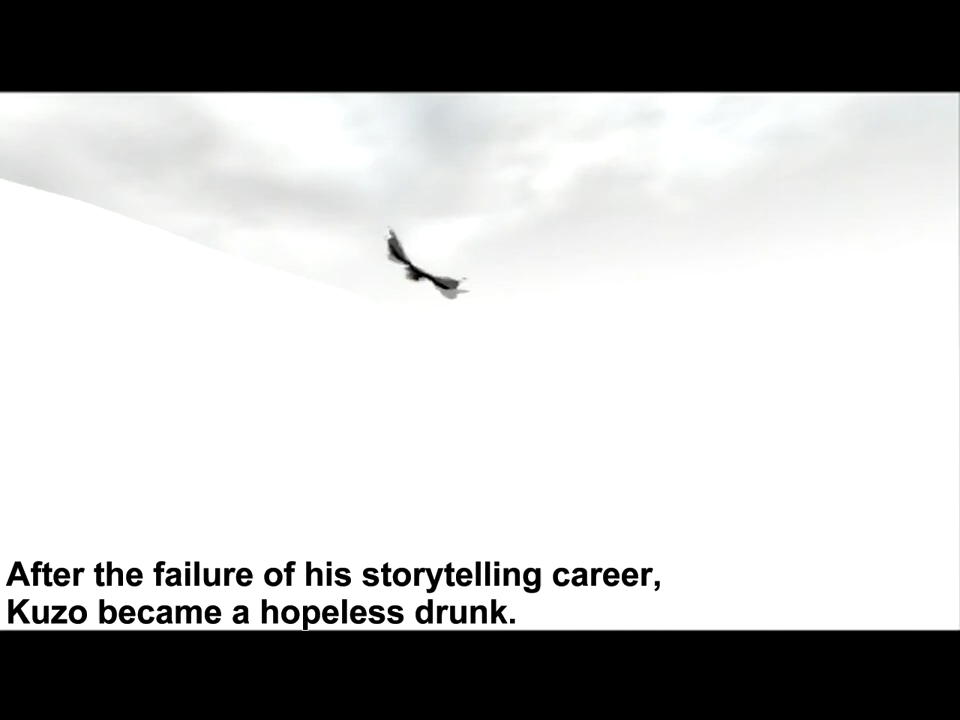 After the failure of his storytelling career,
Kuzo became a hopeless drunk.